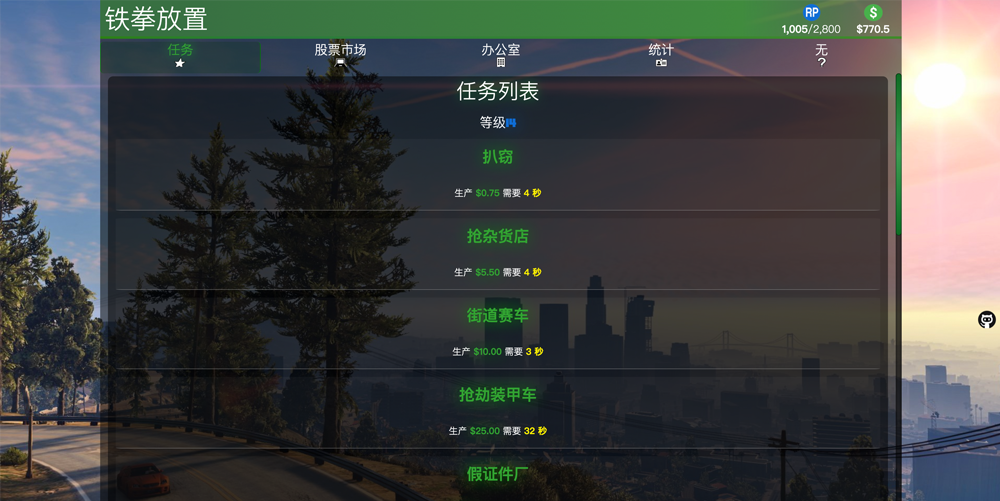 铁拳放置
RP
1,005/2,800
$
$770.5
任务
股票市场
办公室
统计
无
?
任务列表
等级
扒窃
生产 $0.75 需要 4 秒
抢杂货店
生产 $5.50 需要 4 秒
街道赛车
生产 $10.00 需要 3 秒
抢劫装甲车
生产 $25.00 需要 32 秒
假证件厂